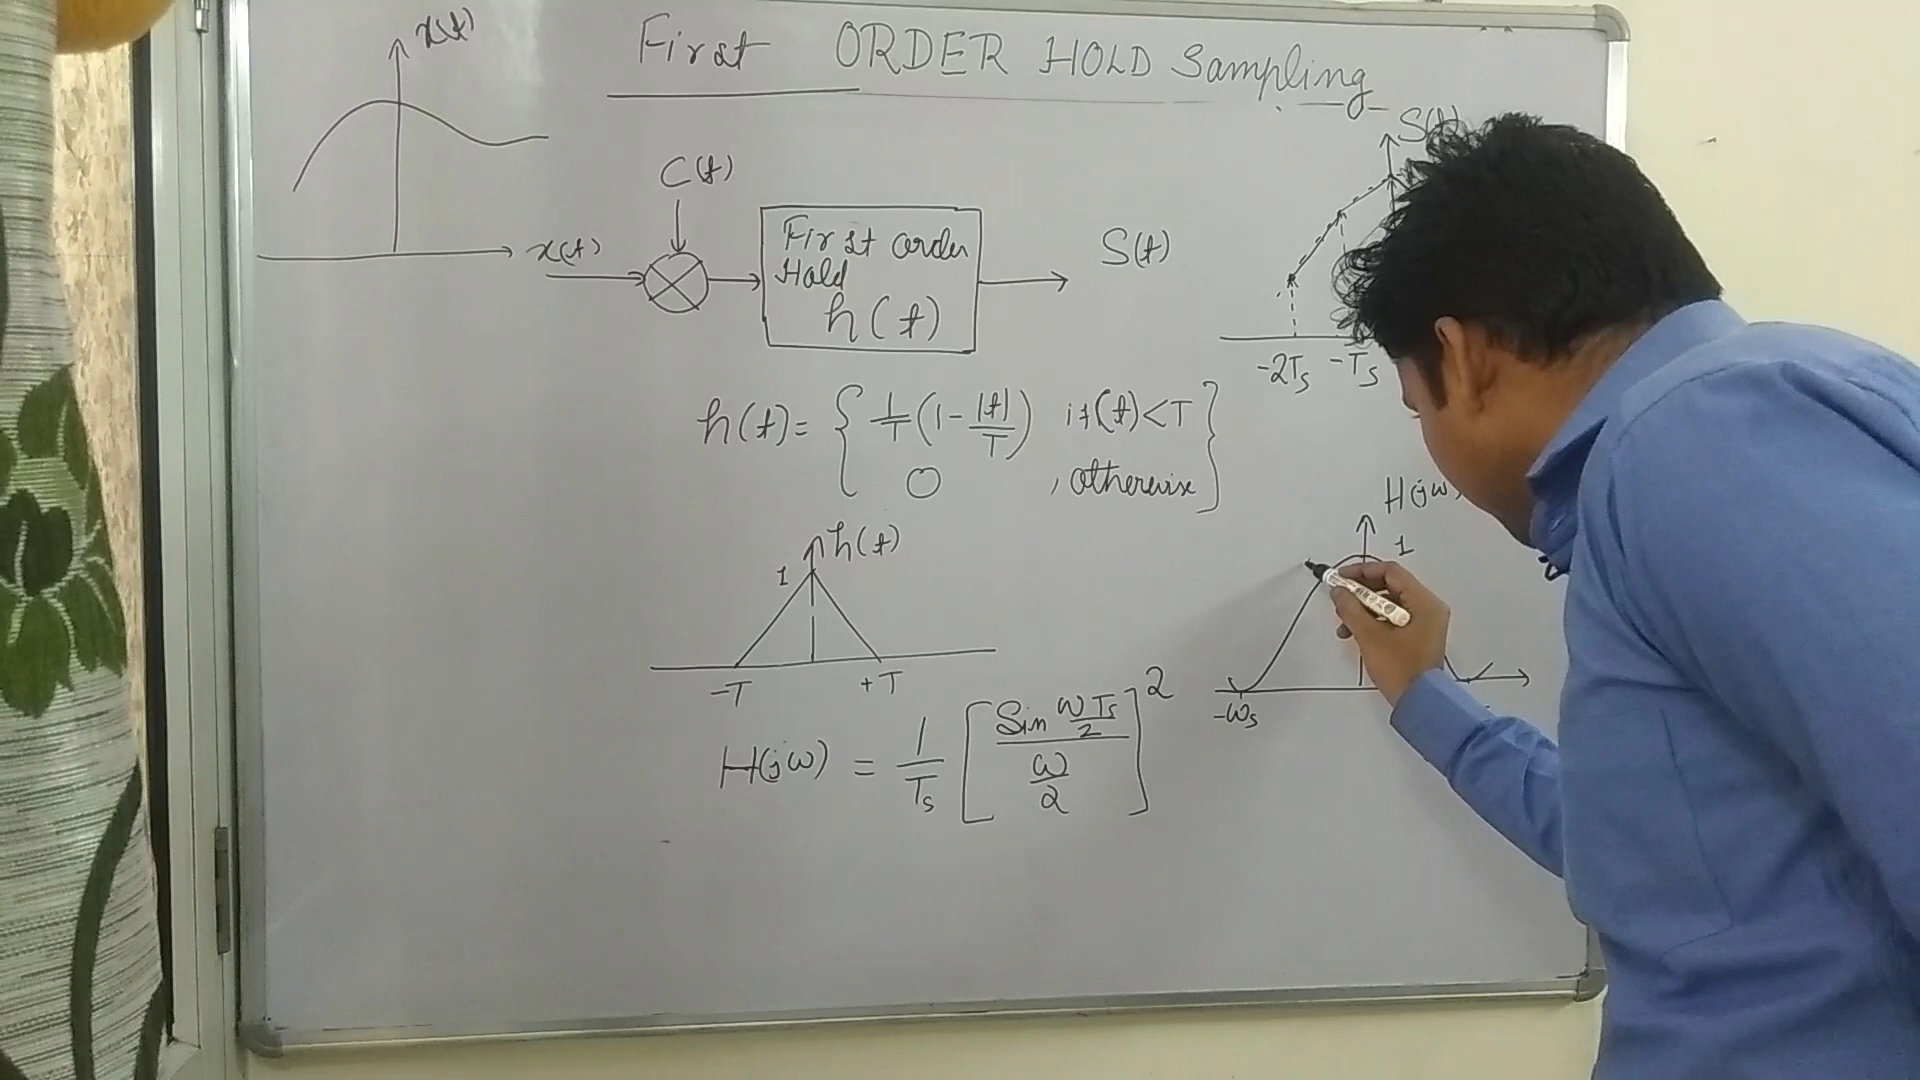 First ORDER HOLD Sampling
x(t)
C(t)
x(t)
First order
Hold
h(t)
S(t)
S(t)
-2Ts -Ts
h(t) = { 1/T (1 - |t|/T) if(t) < T
0 , otherwise }
h(t)
1
-T +T
H(jω) = 1/Ts [ Sin ωTs/2 / ω/2 ]²
H(jω)
1
-ωs